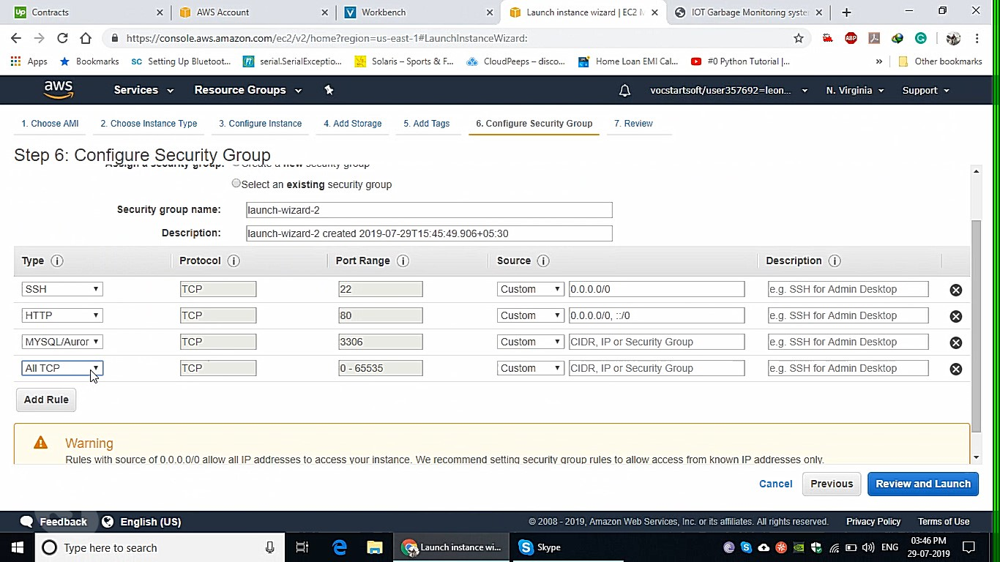 Contracts
AWS Account
Workbench
Launch instance wizard | EC2 M
IOT Garbage Monitoring syste
https://console.aws.amazon.com/ec2/v2/home?region=us-east-1#LaunchInstanceWizard:
Apps
Bookmarks
Setting Up Bluetoot...
serial.SerialExceptio...
Solaris – Sports & F...
CloudPeeps – disco...
Home Loan EMI Cal...
#0 Python Tutorial |...
»
Other bookmarks
aws
Services
Resource Groups
vocstartsoft/user357692=leon...
N. Virginia
Support
1. Choose AMI
2. Choose Instance Type
3. Configure Instance
4. Add Storage
5. Add Tags
6. Configure Security Group
7. Review
Step 6: Configure Security Group
Assign a security group:
Create a new security group
Select an existing security group
Security group name:
launch-wizard-2
Description:
launch-wizard-2 created 2019-07-29T15:45:49.906+05:30
Type
Protocol
Port Range
Source
Description
SSH
TCP
22
Custom
0.0.0.0/0
e.g. SSH for Admin Desktop
HTTP
TCP
80
Custom
0.0.0.0/0, ::/0
e.g. SSH for Admin Desktop
MYSQL/Auror
TCP
3306
Custom
CIDR, IP or Security Group
e.g. SSH for Admin Desktop
All TCP
TCP
0 - 65535
Custom
CIDR, IP or Security Group
e.g. SSH for Admin Desktop
Add Rule
Warning
Rules with source of 0.0.0.0/0 allow all IP addresses to access your instance. We recommend setting security group rules to allow access from known IP addresses only.
Cancel
Previous
Review and Launch
Feedback
English (US)
© 2008 - 2019, Amazon Web Services, Inc. or its affiliates. All rights reserved.
Privacy Policy
Terms of Use
Type here to search
Launch instance wi...
Skype
ENG
03:46 PM
29-07-2019